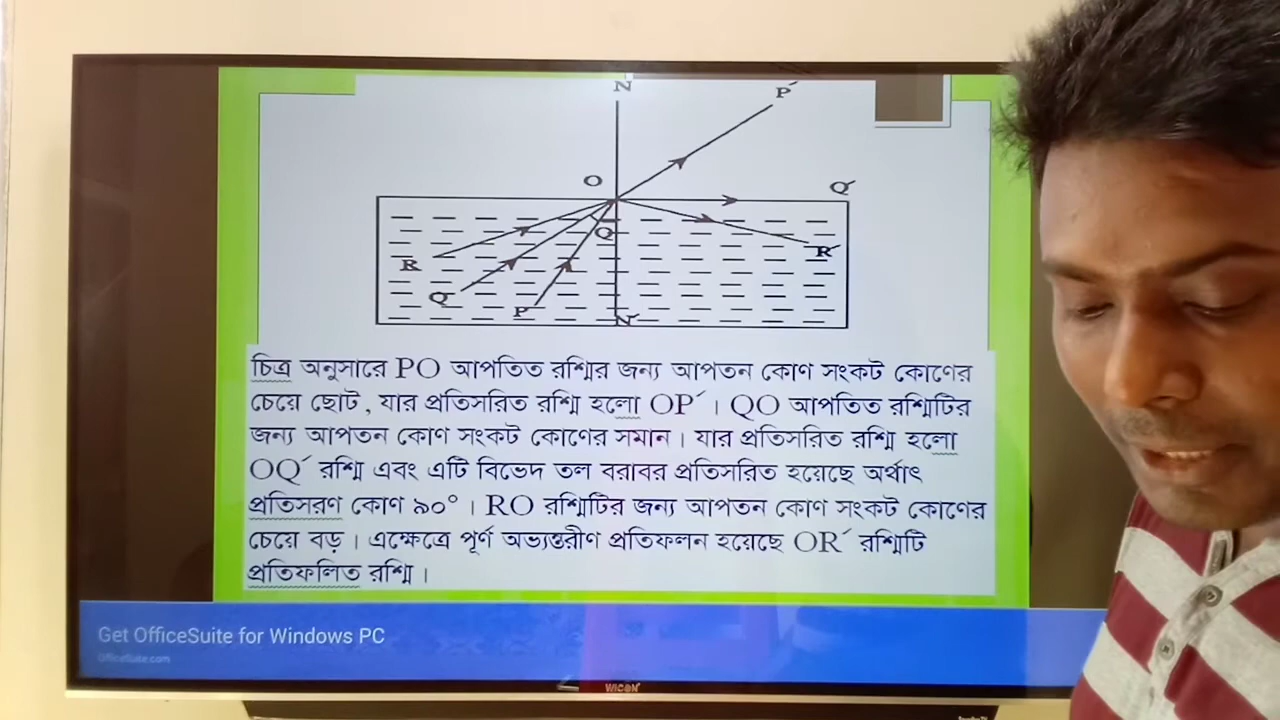 N
P´
O
Q´
Q
R
R´
Q
P
N´
চিত্র অনুসারে PO আপতিত রশ্মির জন্য আপতন কোণ সংকট কোণের
চেয়ে ছোট, যার প্রতিসরিত রশ্মি হলো OP´ । QO আপতিত রশ্মিটির
জন্য আপতন কোণ সংকট কোণের সমান। যার প্রতিসরিত রশ্মি হলো
OQ´ রশ্মি এবং এটি বিভেদ তল বরাবর প্রতিসরিত হয়েছে অর্থাৎ
প্রতিসরণ কোণ ৯০° । RO রশ্মিটির জন্য আপতন কোণ সংকট কোণের
চেয়ে বড়। এক্ষেত্রে পূর্ণ অভ্যন্তরীণ প্রতিফলন হয়েছে OR´ রশ্মিটি
প্রতিফলিত রশ্মি।
Get OfficeSuite for Windows PC
OfficeSuite.com
WICON